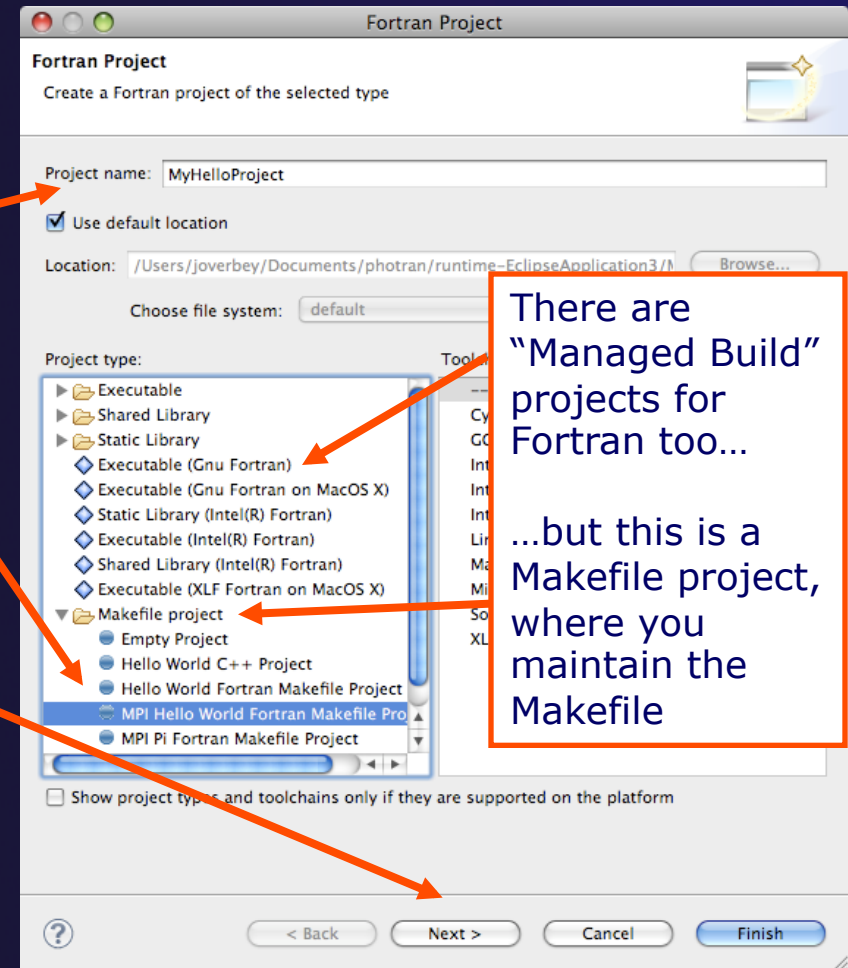 Fortran Project
Fortran Project
Create a Fortran project of the selected type
Project name: MyHelloProject
Use default location
Location: /Users/joverbey/Documents/photran/runtime-EclipseApplication3/ Browse...
Choose file system: default
Project type:
Executable
Shared Library
Static Library
Executable (Gnu Fortran)
Executable (Gnu Fortran on MacOS X)
Static Library (Intel(R) Fortran)
Executable (Intel(R) Fortran)
Shared Library (Intel(R) Fortran)
Executable (XLF Fortran on MacOS X)
Makefile project
Empty Project
Hello World C++ Project
Hello World Fortran Makefile Project
MPI Hello World Fortran Makefile Pro
MPI Pi Fortran Makefile Project
There are
“Managed Build”
projects for
Fortran too…
…but this is a
Makefile project,
where you
maintain the
Makefile
Show project types and toolchains only if they are supported on the platform
?
< Back Next > Cancel Finish